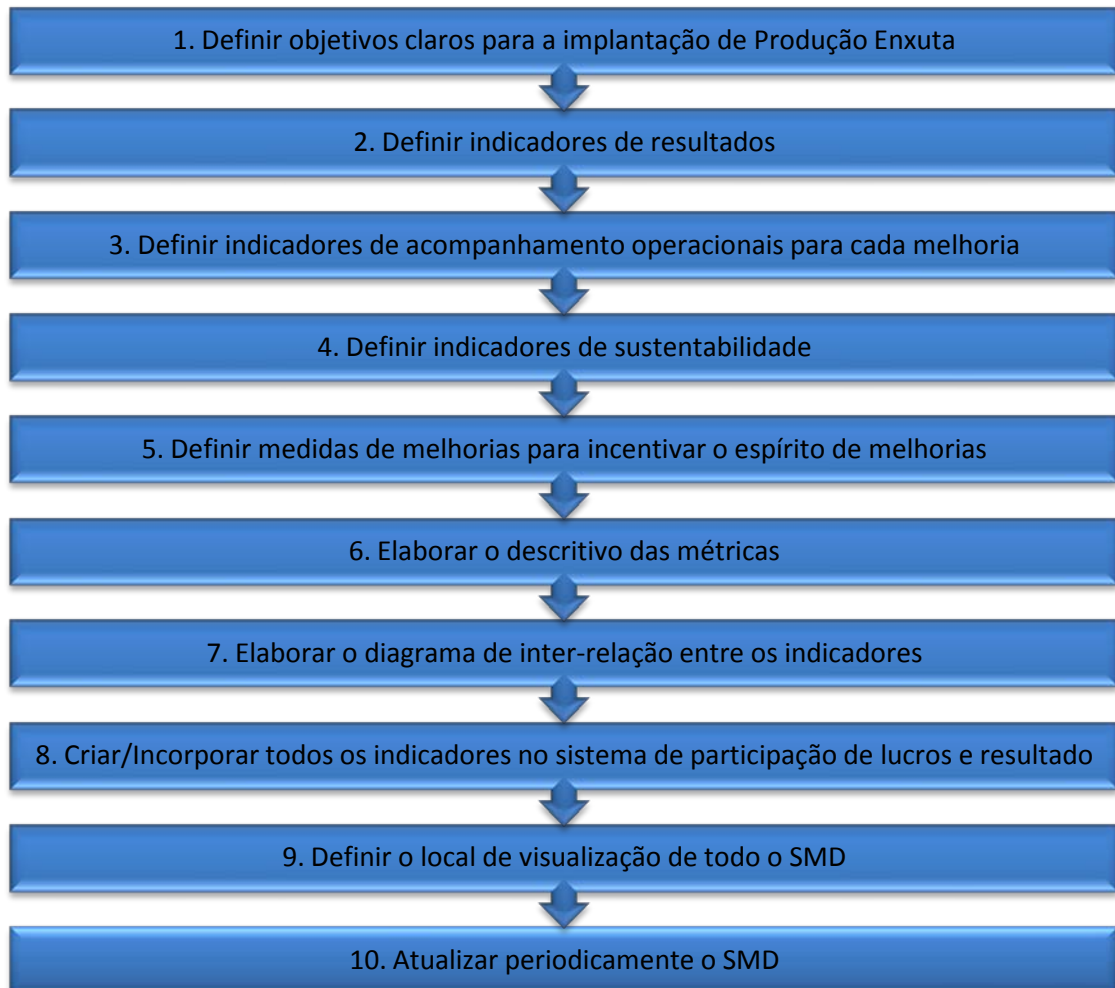 1. Definir objetivos claros para a implantação de Produção Enxuta
2. Definir indicadores de resultados
3. Definir indicadores de acompanhamento operacionais para cada melhoria
4. Definir indicadores de sustentabilidade
5. Definir medidas de melhorias para incentivar o espírito de melhorias
6. Elaborar o descritivo das métricas
7. Elaborar o diagrama de inter-relação entre os indicadores
8. Criar/Incorporar todos os indicadores no sistema de participação de lucros e resultado
9. Definir o local de visualização de todo o SMD
10. Atualizar periodicamente o SMD